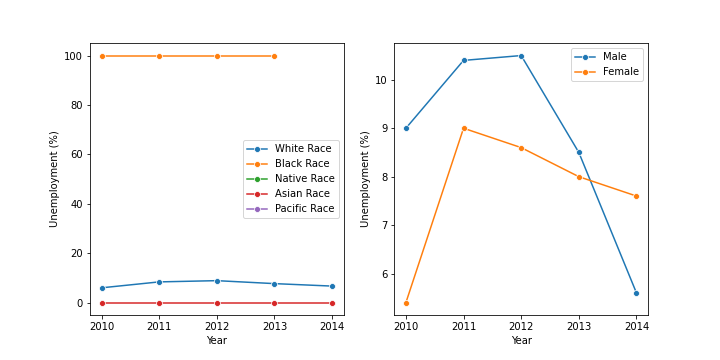 100
80
60
40
20
0
Unemployment (%)
2010 2011 2012 2013 2014
Year
White Race
Black Race
Native Race
Asian Race
Pacific Race
10
9
8
7
6
Unemployment (%)
2010 2011 2012 2013 2014
Year
Male
Female